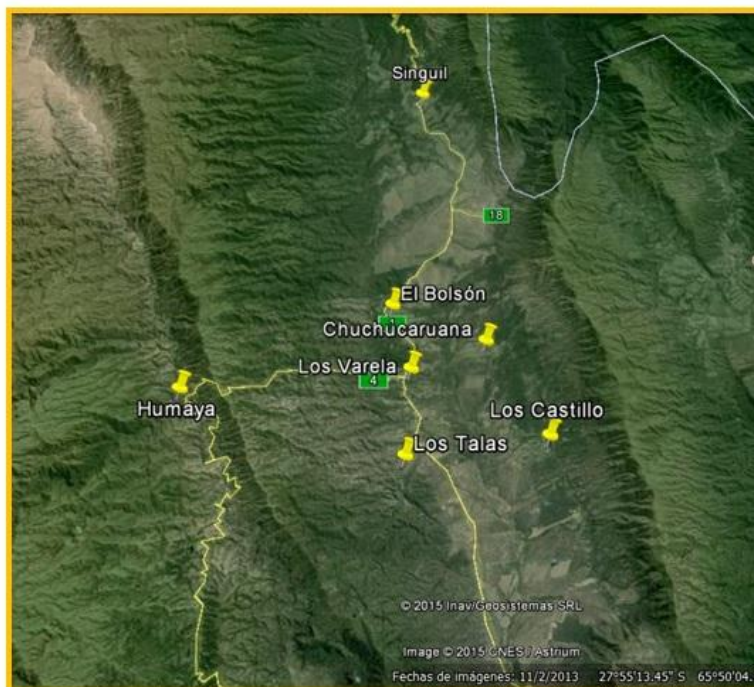 Singuil
18
El Bolsón
Chuchucaruana
Los Varela
4
Humaya
Los Castillo
Los Talas
© 2015 Inav/Geosistemas SRL
Image © 2015 CNES / Astrium
Fechas de imágenes: 11/2/2013 27°55'13.45" S 65°50'04.